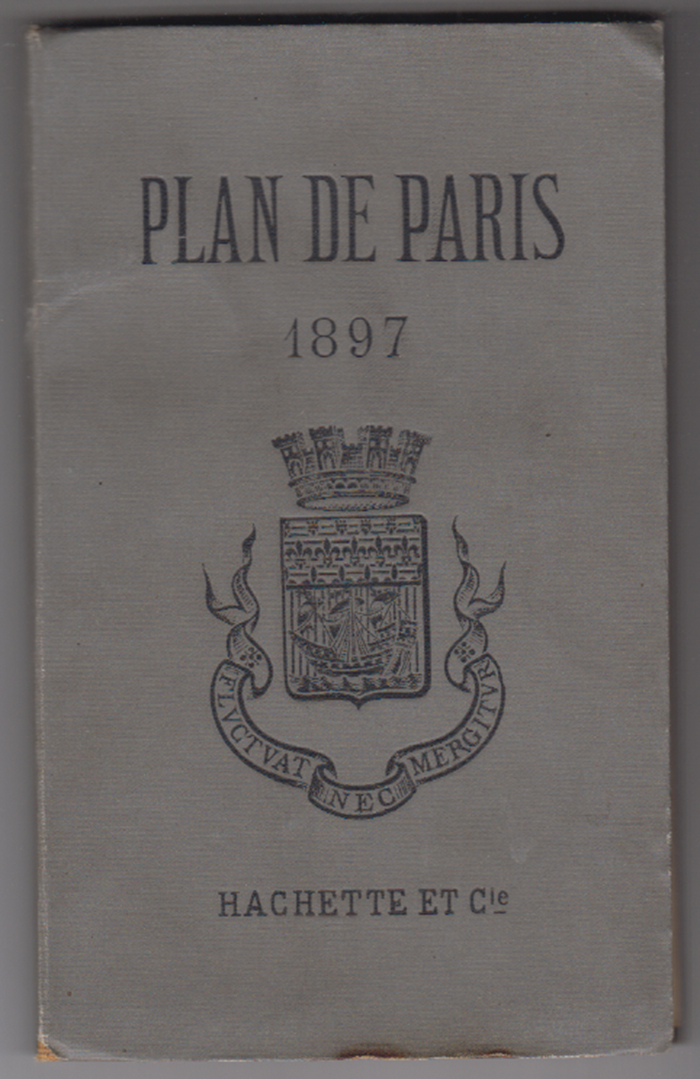 PLAN DE PARIS
1897
FLVCTVAT NEC MERGITVR
HACHETTE ET Cie